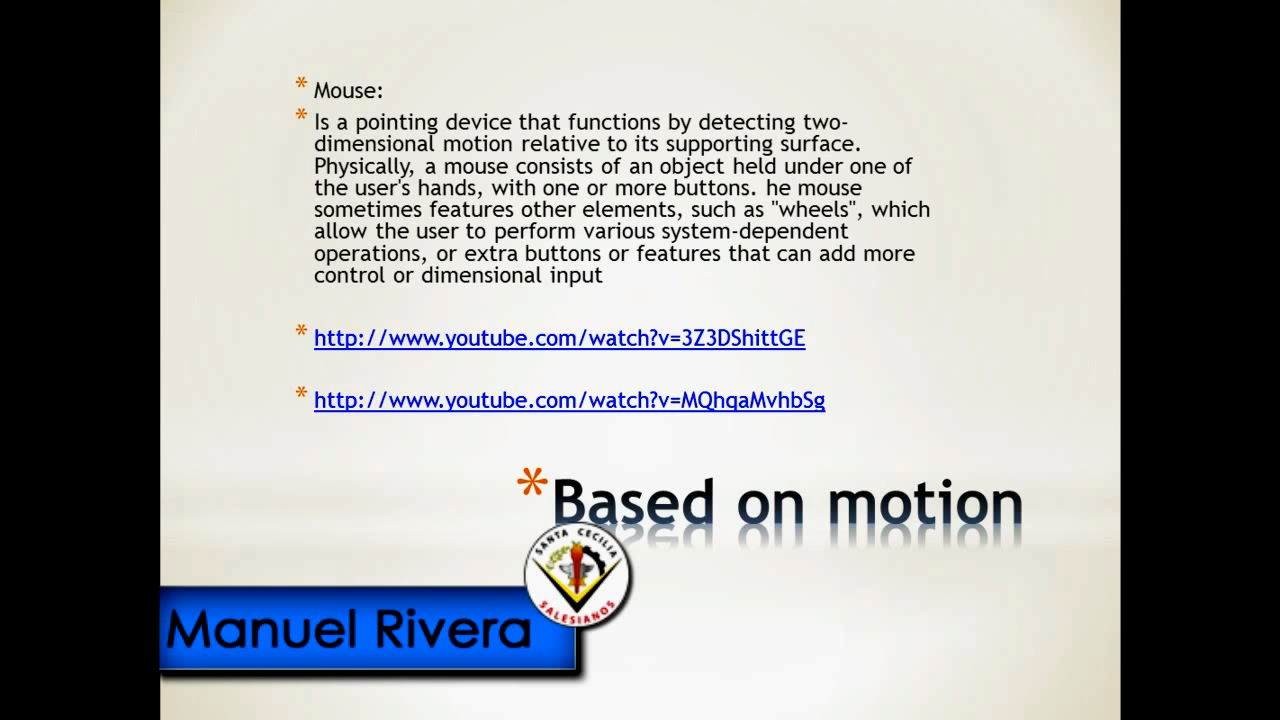 * Mouse:
* Is a pointing device that functions by detecting two-
dimensional motion relative to its supporting surface.
Physically, a mouse consists of an object held under one of
the user's hands, with one or more buttons. he mouse
sometimes features other elements, such as "wheels", which
allow the user to perform various system-dependent
operations, or extra buttons or features that can add more
control or dimensional input
* http://www.youtube.com/watch?v=3Z3DShittGE
* http://www.youtube.com/watch?v=MQhqaMvhbSg
*Based on motion
SANTA CECILIA
SALESIANOS
Manuel Rivera